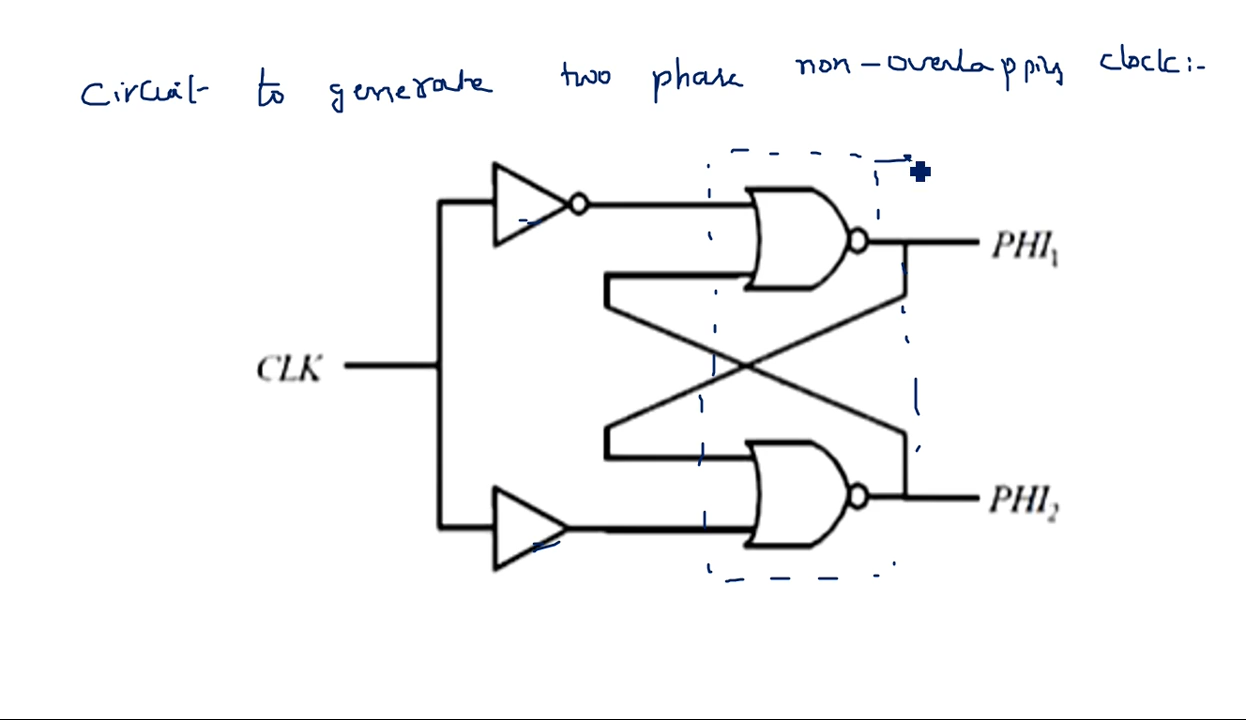 Circuit to generate two phase non-overlapping clock:-
PHI₁
CLK
PHI₂